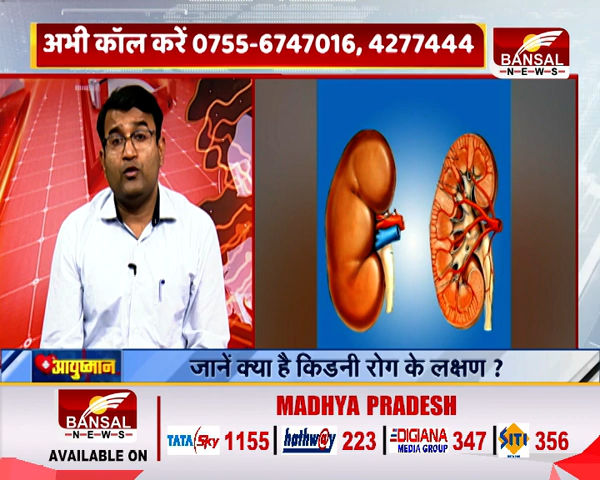 अभी कॉल करें 0755-6747016, 4277444
BANSAL
NEWS
आयुष्मान
जानें क्या है किडनी रोग के लक्षण ?
BANSAL
NEWS
AVAILABLE ON
MADHYA PRADESH
TATA sky 1155 hathw@y 223 DIGIANA MEDIA GROUP 347 SITI 356